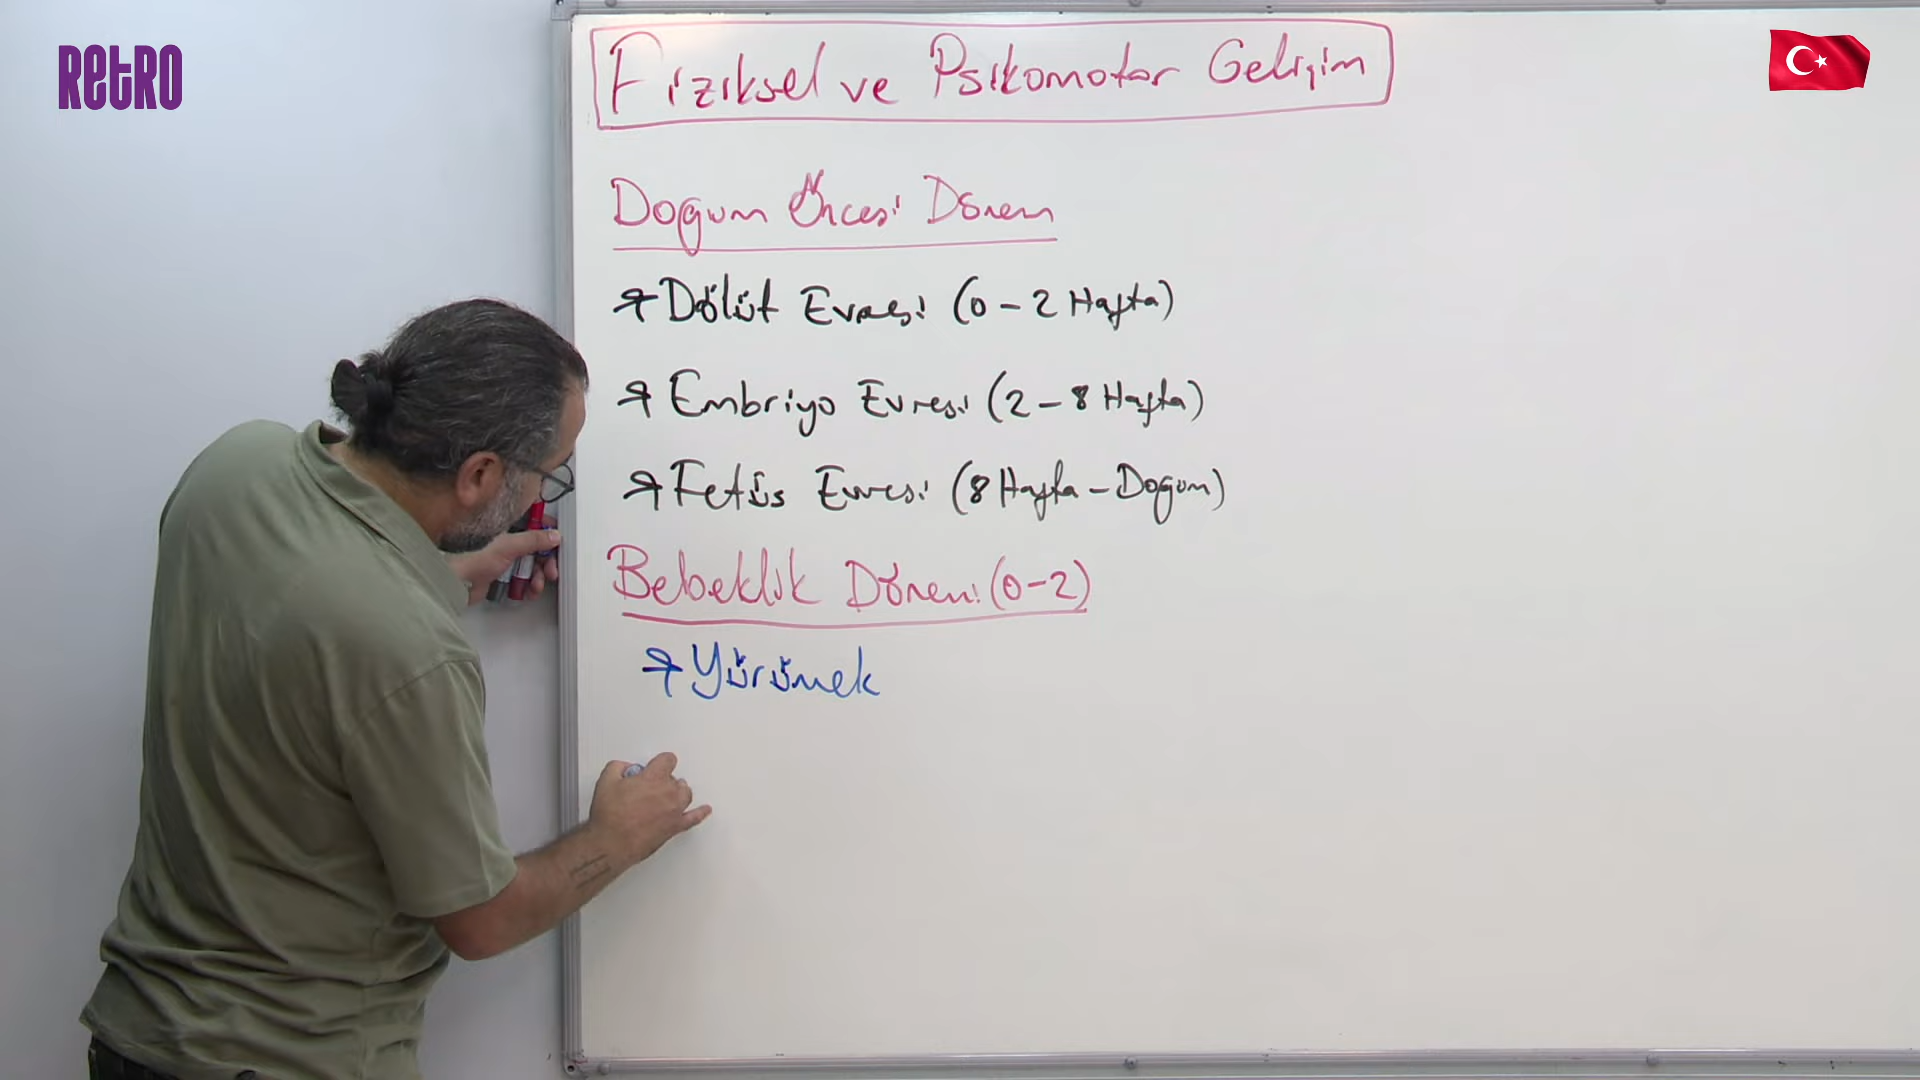 RETRO
Fiziksel ve Psikomotor Gelişim
Doğum Öncesi Dönem
* Dölüt Evresi (0-2 Hafta)
* Embriyo Evresi (2-8 Hafta)
* Fetüs Evresi (8 Hafta-Doğum)
Bebeklik Dönemi (0-2)
* Yürümek